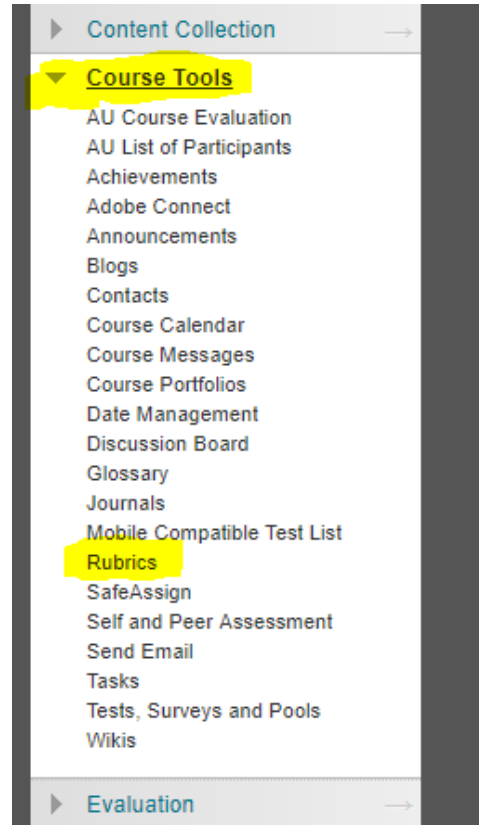 Content Collection
Course Tools
AU Course Evaluation
AU List of Participants
Achievements
Adobe Connect
Announcements
Blogs
Contacts
Course Calendar
Course Messages
Course Portfolios
Date Management
Discussion Board
Glossary
Journals
Mobile Compatible Test List
Rubrics
SafeAssign
Self and Peer Assessment
Send Email
Tasks
Tests, Surveys and Pools
Wikis
Evaluation